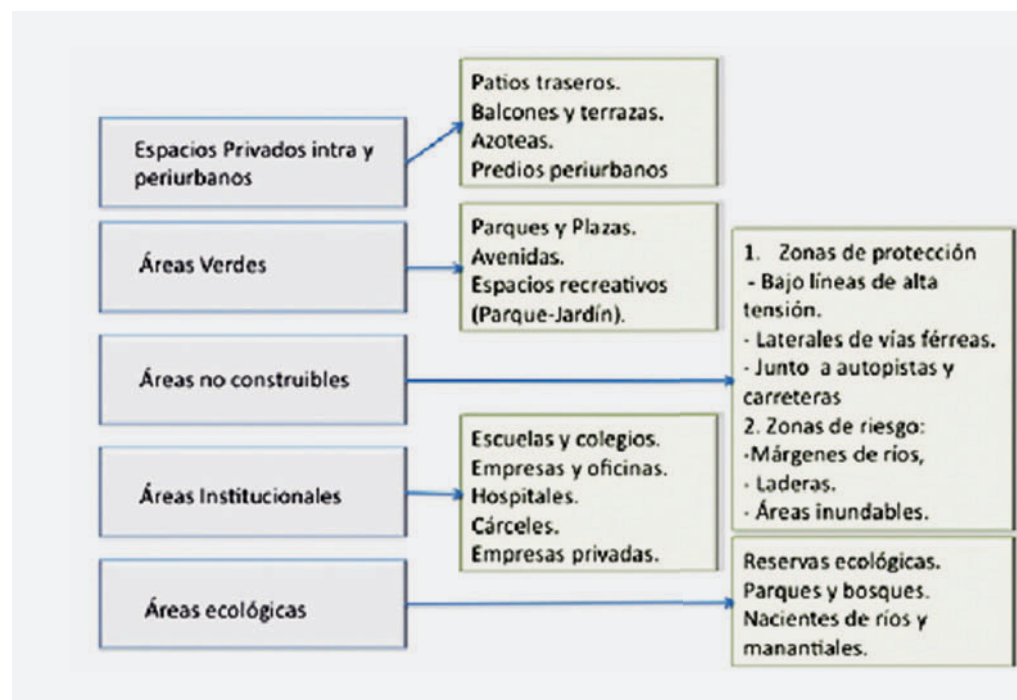 Espacios Privados intra y
periurbanos
Patios traseros.
Balcones y terrazas.
Azoteas.
Predios periurbanos
Áreas Verdes
Parques y Plazas.
Avenidas.
Espacios recreativos
(Parque-Jardín).
Áreas no construibles
1. Zonas de protección
- Bajo líneas de alta
tensión.
- Laterales de vías férreas.
- Junto a autopistas y
carreteras
2. Zonas de riesgo:
-Márgenes de ríos,
- Laderas.
- Áreas inundables.
Áreas Institucionales
Escuelas y colegios.
Empresas y oficinas.
Hospitales.
Cárceles.
Empresas privadas.
Áreas ecológicas
Reservas ecológicas.
Parques y bosques.
Nacientes de ríos y
manantiales.